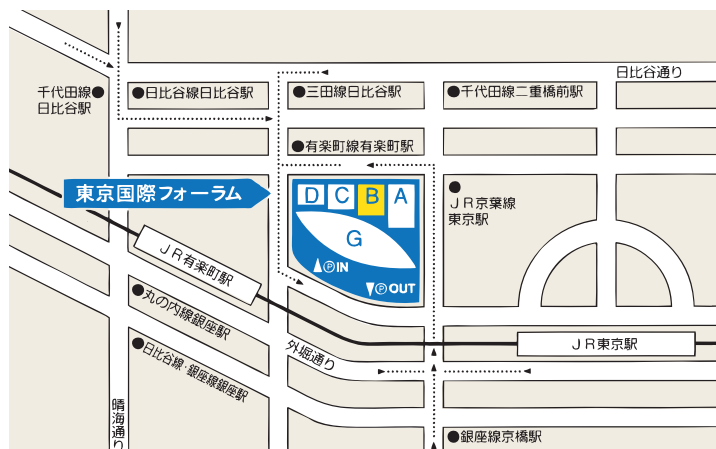 日比谷通り
千代田線
日比谷駅
日比谷線日比谷駅
三田線日比谷駅
千代田線二重橋前駅
有楽町線有楽町駅
東京国際フォーラム
D
C
B
A
G
ⓅIN
ⓅOUT
JR京葉線
東京駅
JR有楽町駅
丸の内線銀座駅
日比谷線・銀座線銀座駅
外堀通り
JR東京駅
晴海通り
銀座線京橋駅